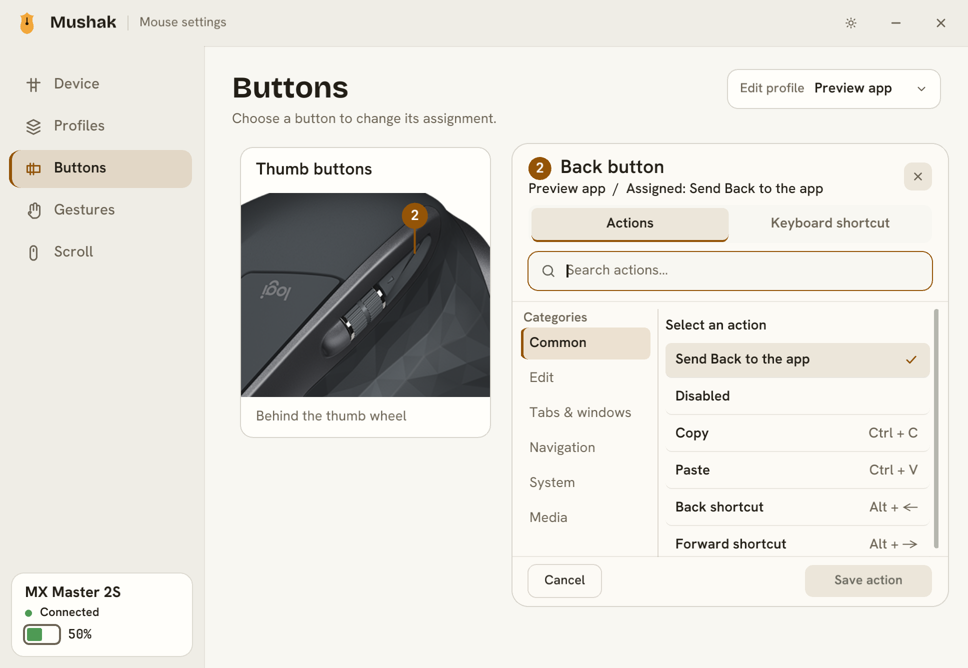 Mushak
Mouse settings
Device
Profiles
Buttons
Gestures
Scroll
MX Master 2S
Connected
50%
Buttons
Choose a button to change its assignment.
Edit profile Preview app
Thumb buttons
2
logi
Behind the thumb wheel
2 Back button
Preview app / Assigned: Send Back to the app
Actions
Keyboard shortcut
Search actions...
Categories
Common
Edit
Tabs & windows
Navigation
System
Media
Select an action
Send Back to the app
Disabled
Copy Ctrl + C
Paste Ctrl + V
Back shortcut Alt + ←
Forward shortcut Alt + →
Cancel
Save action